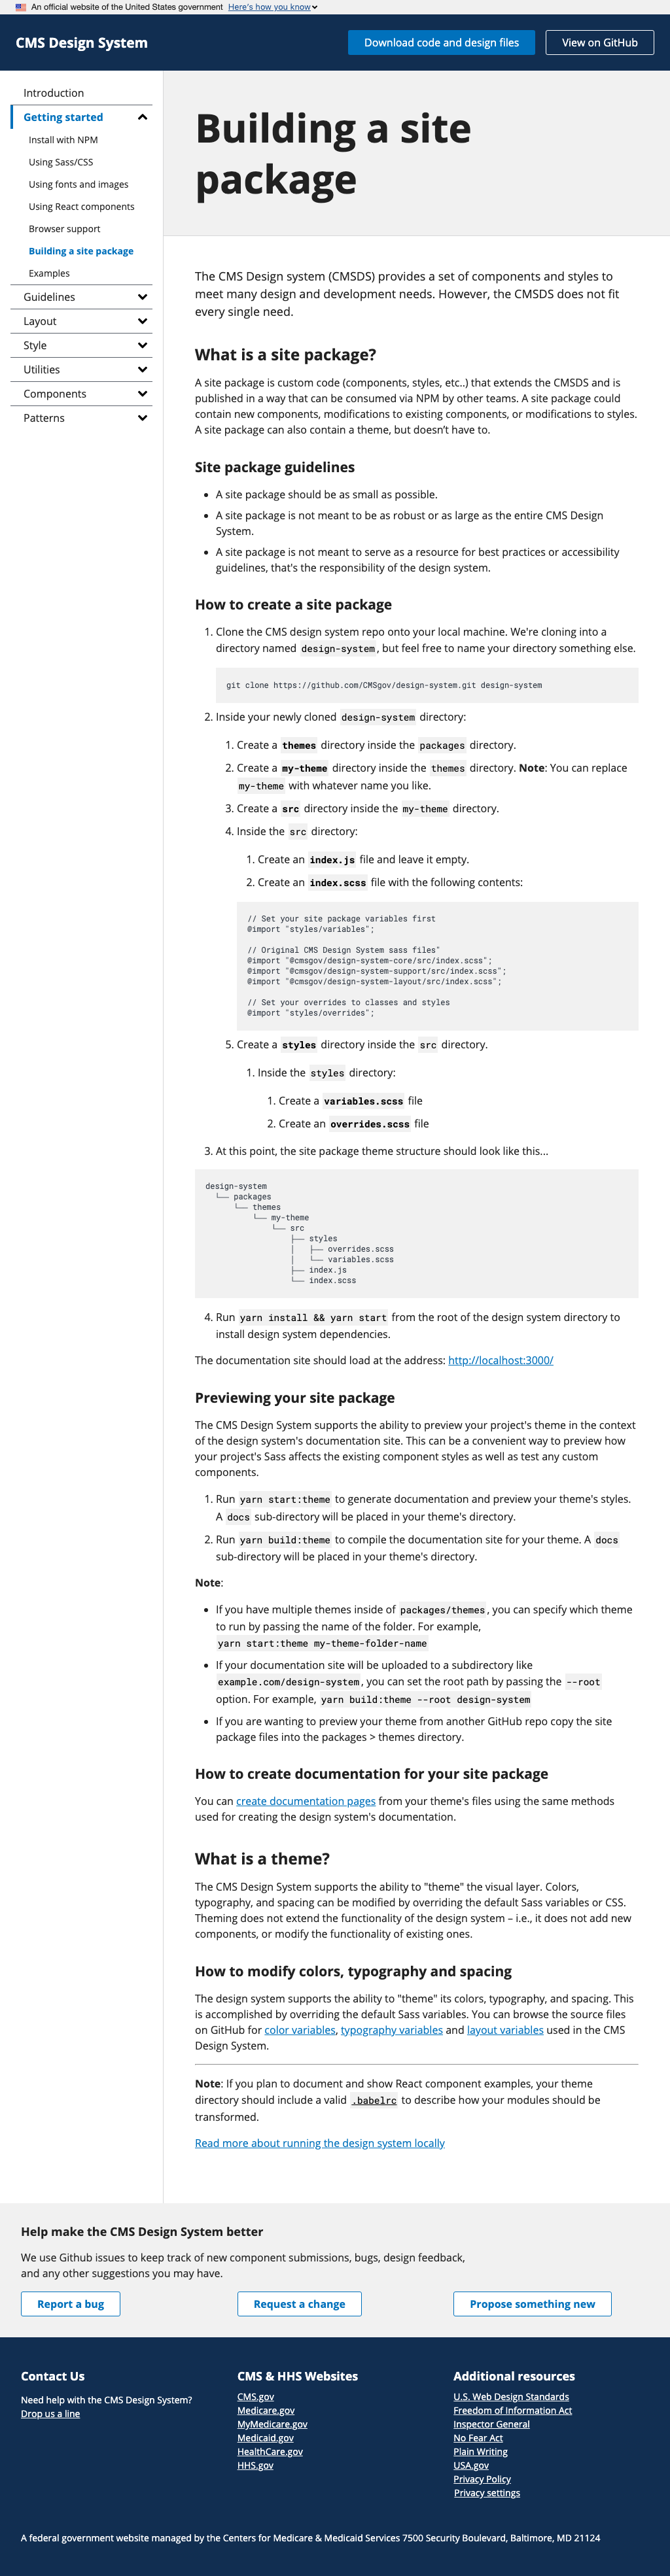 An official website of the United States government Here's how you know
CMS Design System
Download code and design files
View on GitHub
Introduction
Getting started
Install with NPM
Using Sass/CSS
Using fonts and images
Using React components
Browser support
Building a site package
Examples
Guidelines
Layout
Style
Utilities
Components
Patterns
Building a site
package
The CMS Design system (CMSDS) provides a set of components and styles to
meet many design and development needs. However, the CMSDS does not fit
every single need.
What is a site package?
A site package is custom code (components, styles, etc..) that extends the CMSDS and is
published in a way that can be consumed via NPM by other teams. A site package could
contain new components, modifications to existing components, or modifications to styles.
A site package can also contain a theme, but doesn’t have to.
Site package guidelines
• A site package should be as small as possible.
• A site package is not meant to be as robust or as large as the entire CMS Design
System.
• A site package is not meant to serve as a resource for best practices or accessibility
guidelines, that's the responsibility of the design system.
How to create a site package
1. Clone the CMS design system repo onto your local machine. We're cloning into a
directory named design-system, but feel free to name your directory something else.
git clone https://github.com/CMSgov/design-system.git design-system
2. Inside your newly cloned design-system directory:
1. Create a themes directory inside the packages directory.
2. Create a my-theme directory inside the themes directory. Note: You can replace
my-theme with whatever name you like.
3. Create a src directory inside the my-theme directory.
4. Inside the src directory:
1. Create an index.js file and leave it empty.
2. Create an index.scss file with the following contents:
// Set your site package variables first
@import "styles/variables";
// Original CMS Design System sass files"
@import "@cmsgov/design-system-core/src/index.scss";
@import "@cmsgov/design-system-support/src/index.scss";
@import "@cmsgov/design-system-layout/src/index.scss";
// Set your overrides to classes and styles
@import "styles/overrides";
5. Create a styles directory inside the src directory.
1. Inside the styles directory:
1. Create a variables.scss file
2. Create an overrides.scss file
3. At this point, the site package theme structure should look like this...
design-system
└── packages
└── themes
└── my-theme
└── src
├── styles
│ ├── overrides.scss
│ └── variables.scss
├── index.js
└── index.scss
4. Run yarn install && yarn start from the root of the design system directory to
install design system dependencies.
The documentation site should load at the address: http://localhost:3000/
Previewing your site package
The CMS Design System supports the ability to preview your project's theme in the context
of the design system's documentation site. This can be a convenient way to preview how
your project's Sass affects the existing component styles as well as test any custom
components.
1. Run yarn start:theme to generate documentation and preview your theme's styles.
A docs sub-directory will be placed in your theme's directory.
2. Run yarn build:theme to compile the documentation site for your theme. A docs
sub-directory will be placed in your theme's directory.
Note:
• If you have multiple themes inside of packages/themes, you can specify which theme
to run by passing the name of the folder. For example,
yarn start:theme my-theme-folder-name
• If your documentation site will be uploaded to a subdirectory like
example.com/design-system, you can set the root path by passing the --root
option. For example, yarn build:theme --root design-system
• If you are wanting to preview your theme from another GitHub repo copy the site
package files into the packages > themes directory.
How to create documentation for your site package
You can create documentation pages from your theme's files using the same methods
used for creating the design system's documentation.
What is a theme?
The CMS Design System supports the ability to "theme" the visual layer. Colors,
typography, and spacing can be modified by overriding the default Sass variables or CSS.
Theming does not extend the functionality of the design system – i.e., it does not add new
components, or modify the functionality of existing ones.
How to modify colors, typography and spacing
The design system supports the ability to "theme" its colors, typography, and spacing. This
is accomplished by overriding the default Sass variables. You can browse the source files
on GitHub for color variables, typography variables and layout variables used in the CMS
Design System.
Note: If you plan to document and show React component examples, your theme
directory should include a valid .babelrc to describe how your modules should be
transformed.
Read more about running the design system locally
Help make the CMS Design System better
We use Github issues to keep track of new component submissions, bugs, design feedback,
and any other suggestions you may have.
Report a bug
Request a change
Propose something new
Contact Us
Need help with the CMS Design System?
Drop us a line
CMS & HHS Websites
CMS.gov
Medicare.gov
MyMedicare.gov
Medicaid.gov
HealthCare.gov
HHS.gov
Additional resources
U.S. Web Design Standards
Freedom of Information Act
Inspector General
No Fear Act
Plain Writing
USA.gov
Privacy Policy
Privacy settings
A federal government website managed by the Centers for Medicare & Medicaid Services 7500 Security Boulevard, Baltimore, MD 21124